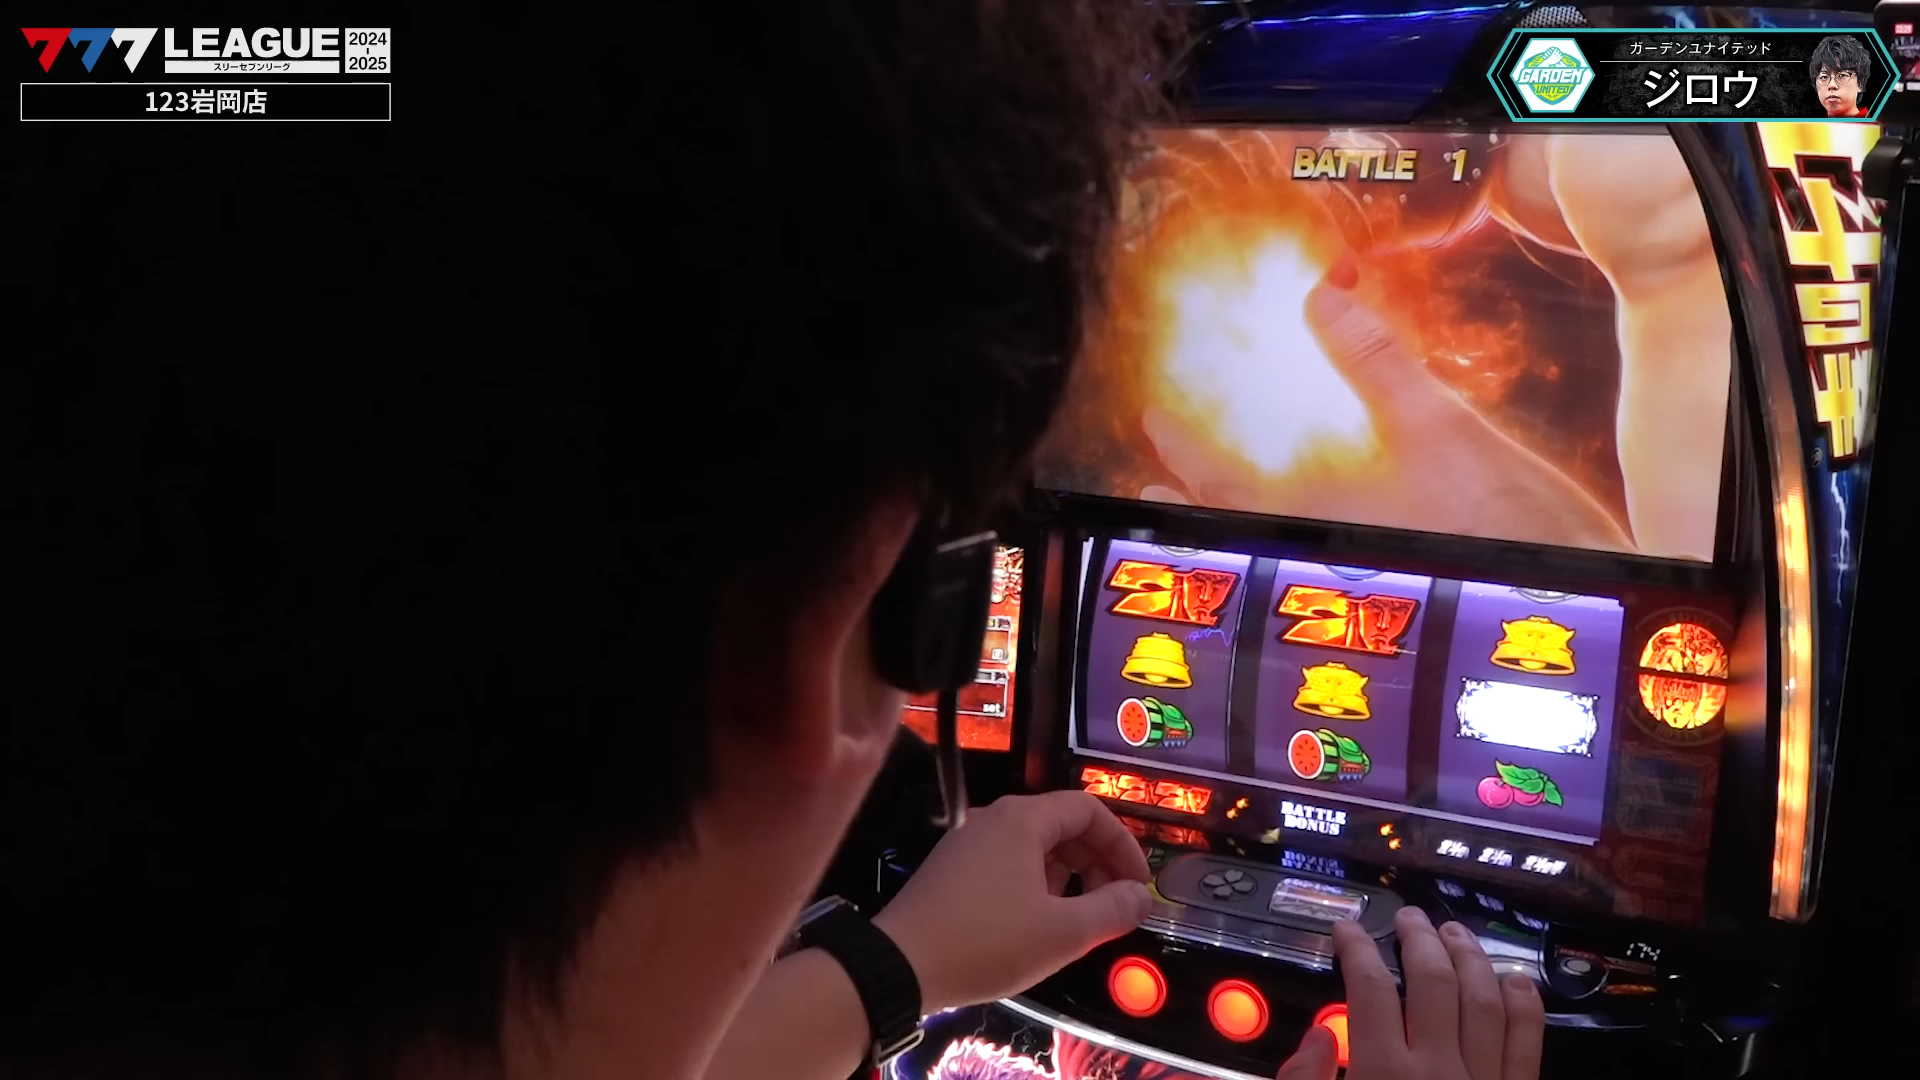 777 LEAGUE 2024-2025
スリーセブンリーグ
123岩岡店
GARDEN UNITED
ガーデンユナイテッド
ジロウ
BATTLE 1
set
BATTLE
BONUS
174